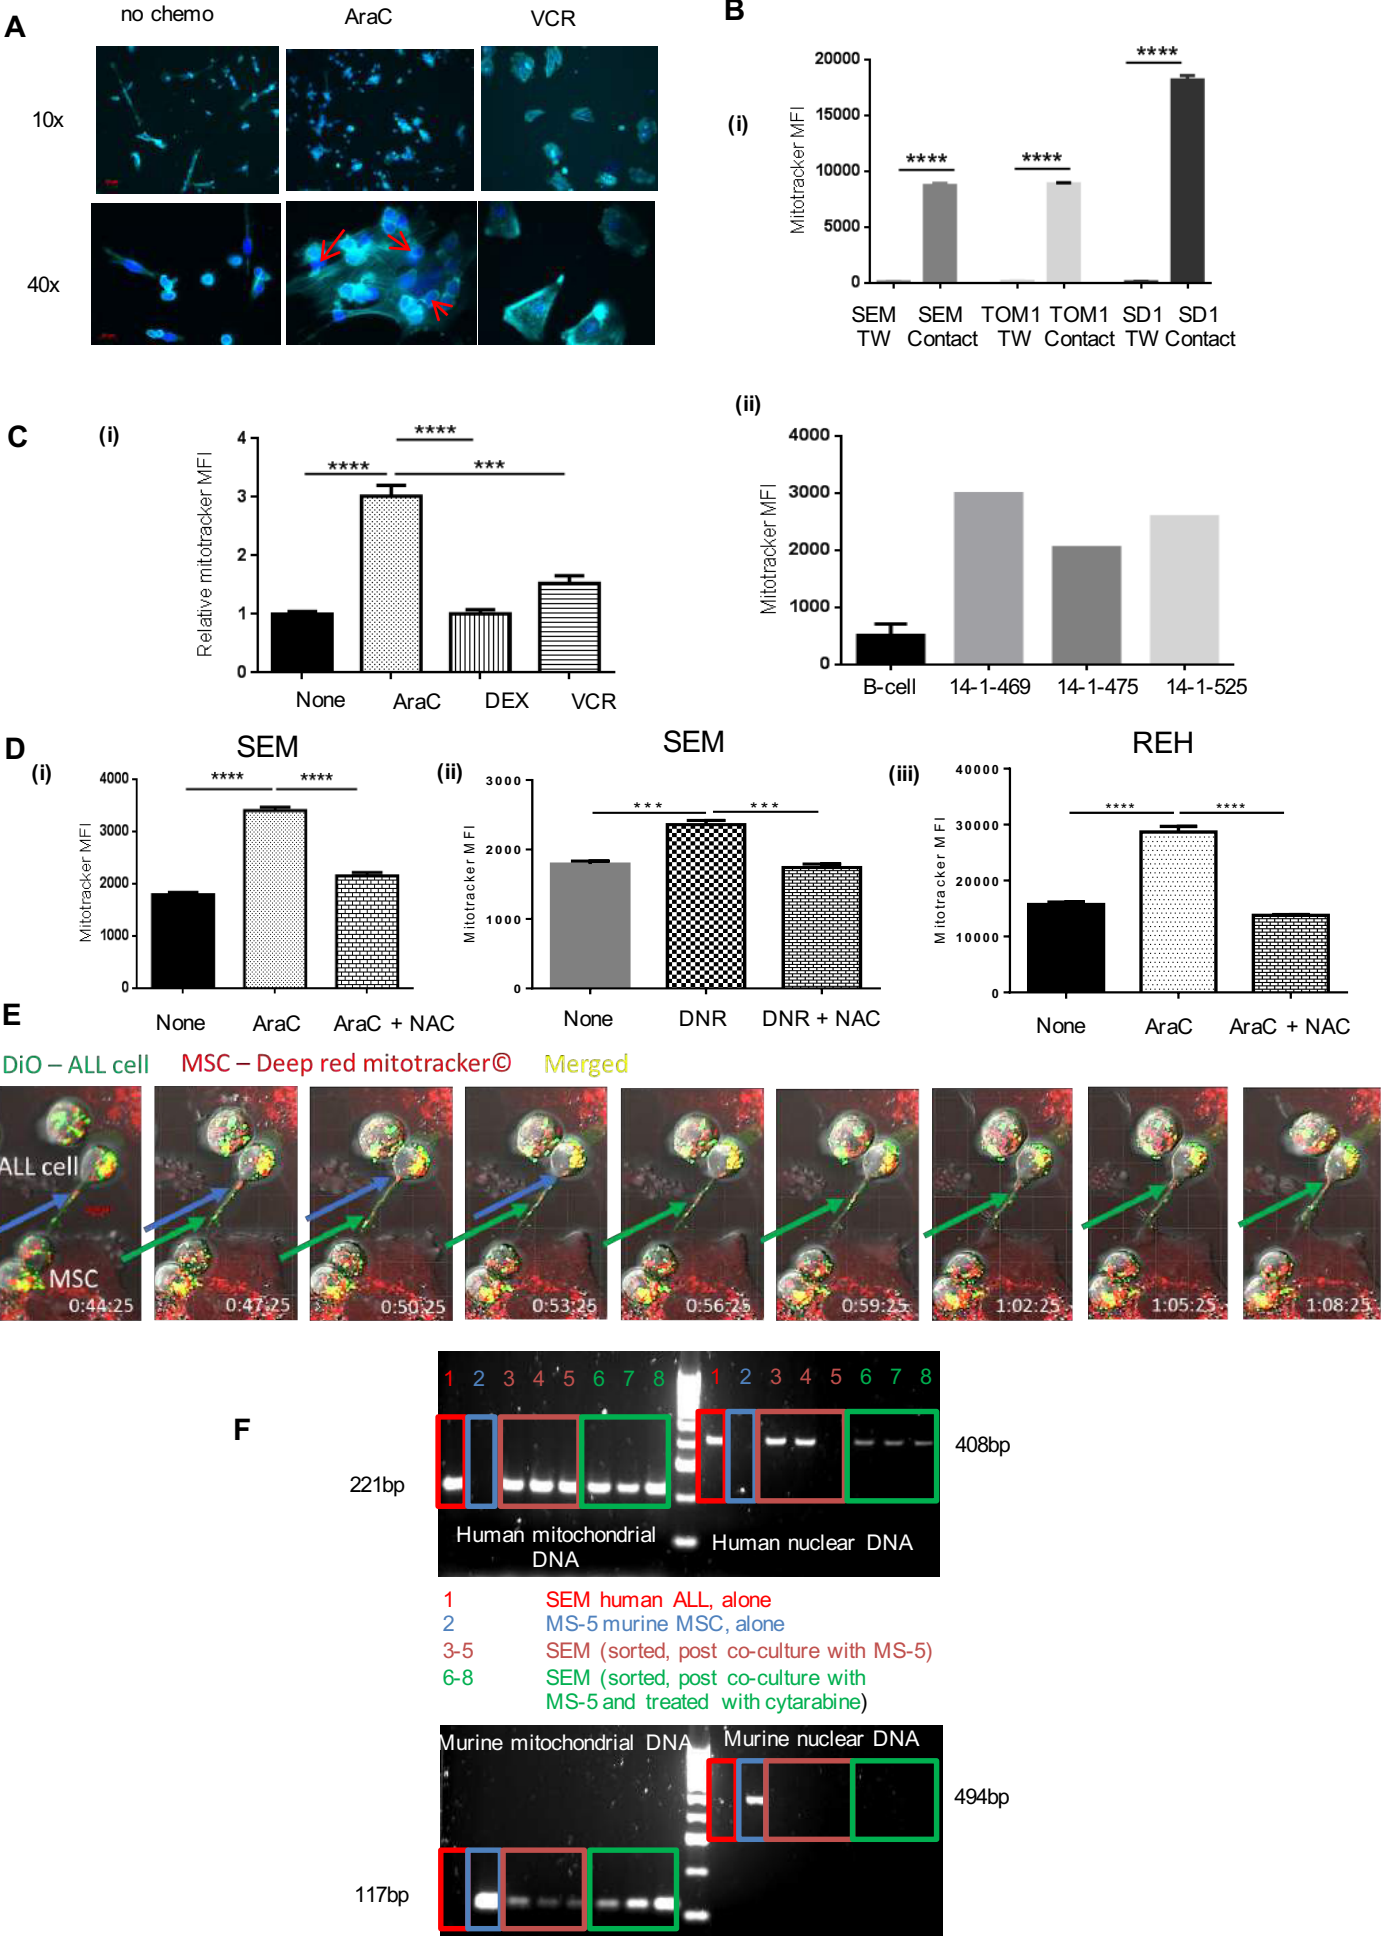 A
no chemo
AraC
VCR
10x
40x
B
(i)
Mitotracker MFI
20000
15000
10000
5000
0
****
****
****
SEM TW
SEM Contact
TOM1 TW
TOM1 Contact
SD1 TW
SD1 Contact
(ii)
Mitotracker MFI
4000
3000
2000
1000
0
B-cell
14-1-469
14-1-475
14-1-525
C
(i)
Relative mitotracker MFI
4
3
2
1
0
****
****
***
None
AraC
DEX
VCR
D
(i)
SEM
Mitotracker MFI
4000
3000
2000
1000
0
****
****
None
AraC
AraC + NAC
(ii)
SEM
Mitotracker MFI
3000
2000
1000
0
***
***
None
DNR
DNR + NAC
(iii)
REH
Mitotracker MFI
40000
30000
20000
10000
0
****
****
None
AraC
AraC + NAC
E
DiO – ALL cell
MSC – Deep red mitotracker©
Merged
ALL cell
MSC
0:44:25
0:47:25
0:50:25
0:53:25
0:56:25
0:59:25
1:02:25
1:05:25
1:08:25
F
1 2 3 4 5 6 7 8
1 2 3 4 5 6 7 8
221bp
408bp
Human mitochondrial
DNA
Human nuclear DNA
1 SEM human ALL, alone
2 MS-5 murine MSC, alone
3-5 SEM (sorted, post co-culture with MS-5)
6-8 SEM (sorted, post co-culture with
MS-5 and treated with cytarabine)
Murine mitochondrial DNA
Murine nuclear DNA
494bp
117bp